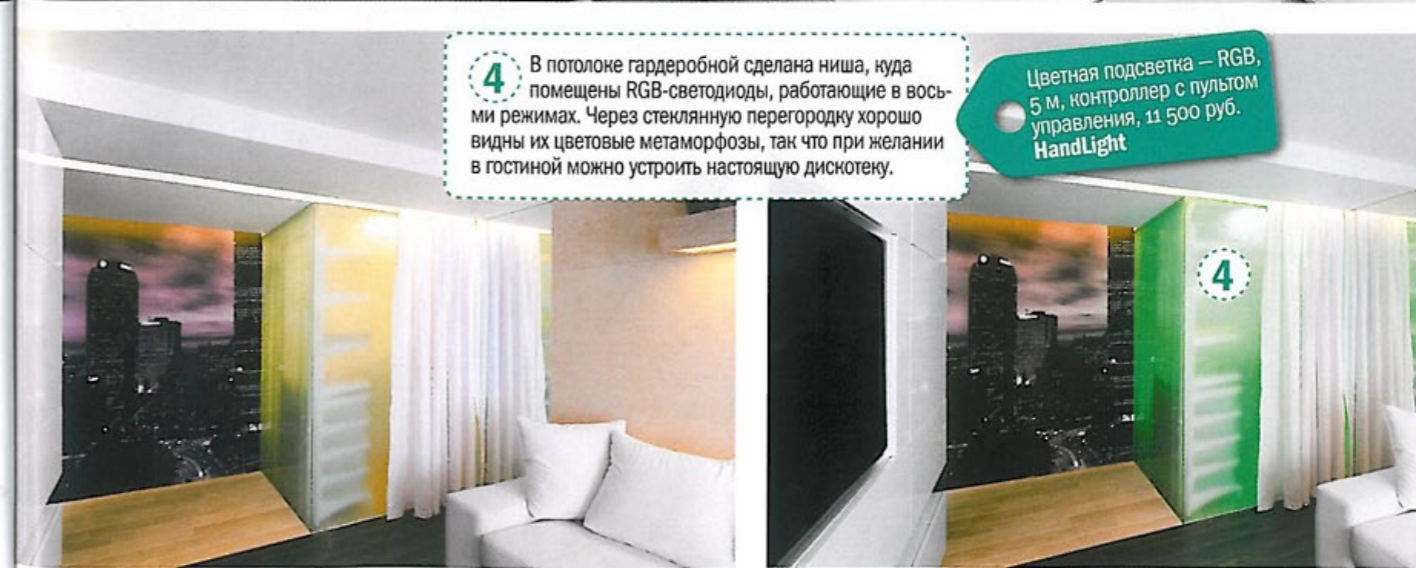 4
В потолке гардеробной сделана ниша, куда
помещены RGB-светодиоды, работающие в вось-
ми режимах. Через стеклянную перегородку хорошо
видны их цветовые метаморфозы, так что при желании
в гостиной можно устроить настоящую дискотеку.
Цветная подсветка — RGB,
5 м, контроллер с пультом
управления, 11 500 руб.
HandLight
4